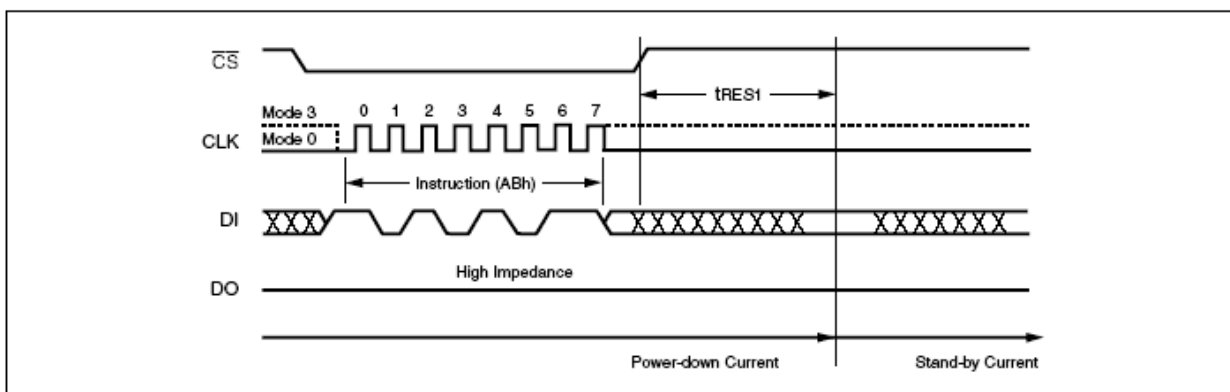 CS
tRES1
Mode 3 0 1 2 3 4 5 6 7
CLK Mode 0
Instruction (ABh)
DI
High Impedance
DO
Power-down Current Stand-by Current